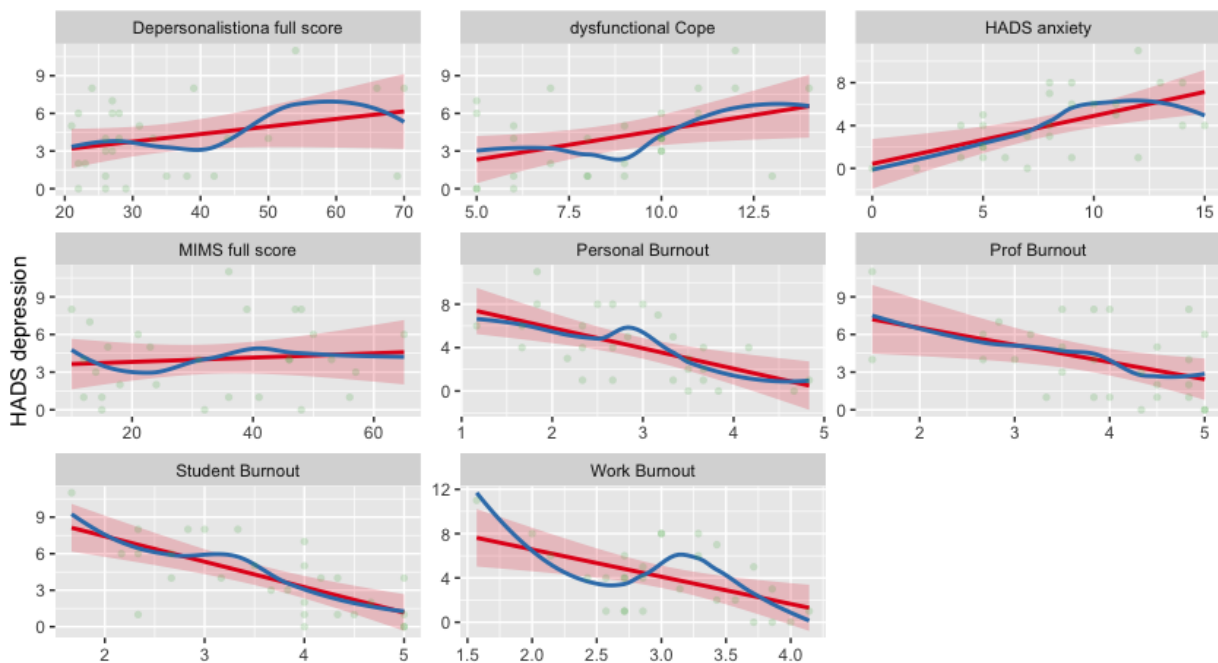 Depersonalistiona full score
dysfunctional Cope
HADS anxiety
9
6
3
0
20 30 40 50 60 70
9
6
3
0
5.0 7.5 10.0 12.5
8
4
0
0 5 10 15
HADS depression
MIMS full score
Personal Burnout
Prof Burnout
9
6
3
0
20 40 60
8
4
0
1 2 3 4 5
9
6
3
0
2 3 4 5
Student Burnout
Work Burnout
9
6
3
0
2 3 4 5
12
8
4
0
1.5 2.0 2.5 3.0 3.5 4.0